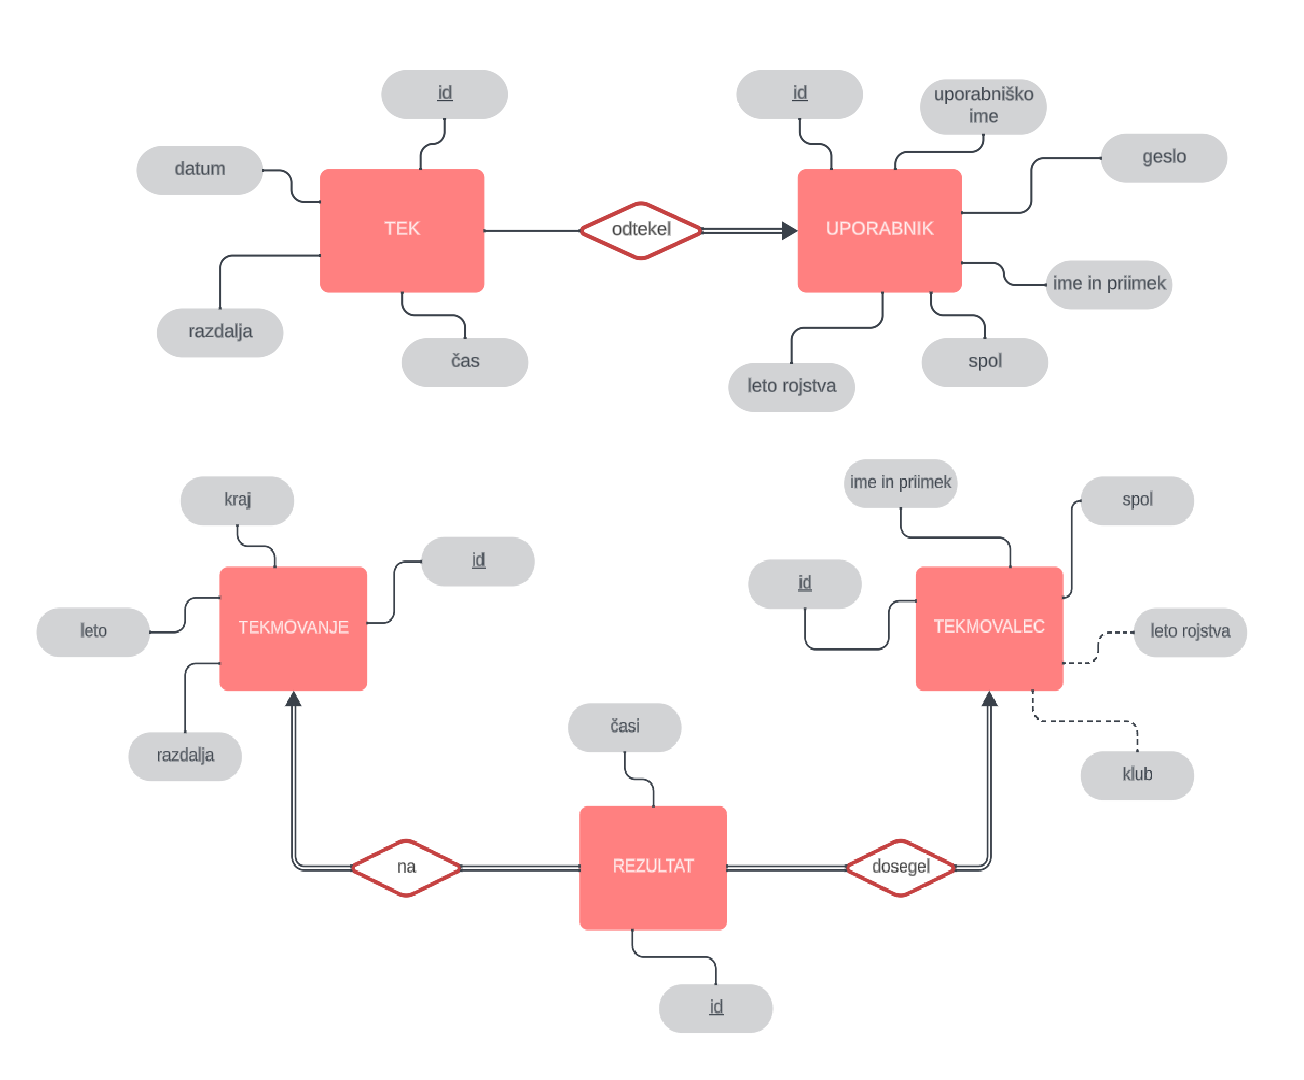 id
id
uporabniško
ime
geslo
datum
TEK
odtekel
UPORABNIK
ime in priimek
razdalja
čas
spol
leto rojstva
kraj
ime in priimek
spol
id
id
leto
TEKMOVANJE
TEKMOVALEC
leto rojstva
razdalja
časi
klub
na
REZULTAT
dosegel
id